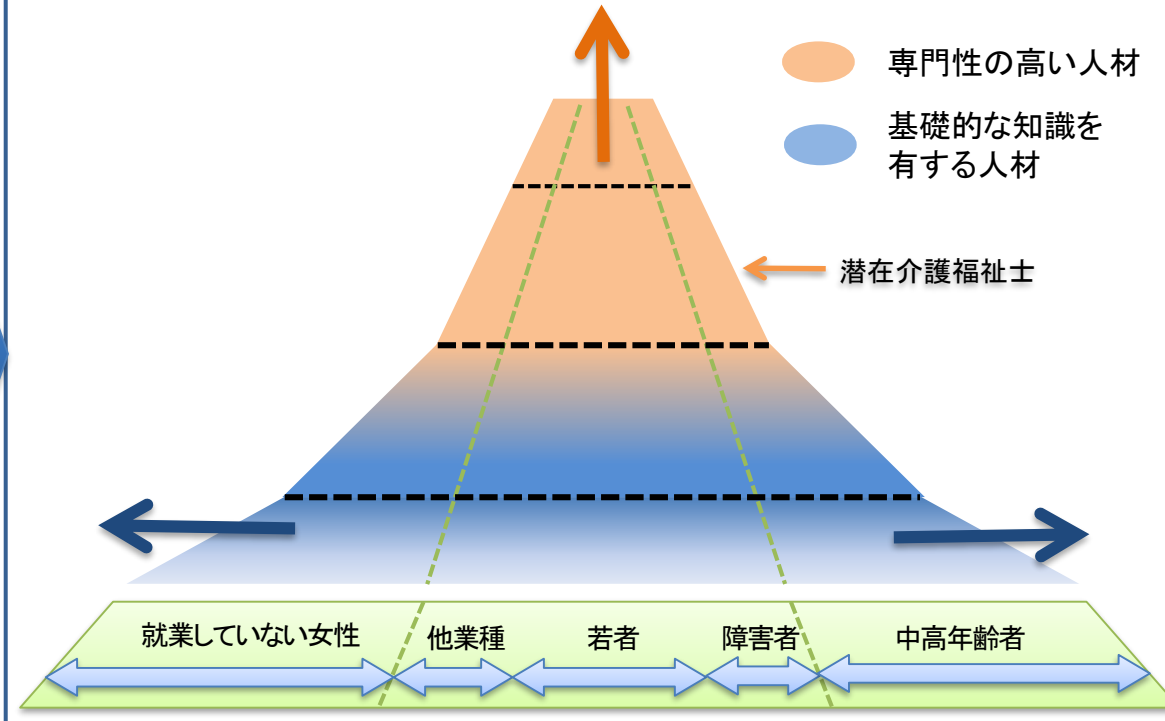 専門性の高い人材
基礎的な知識を
有する人材
潜在介護福祉士
就業していない女性
他業種
若者
障害者
中高年齢者